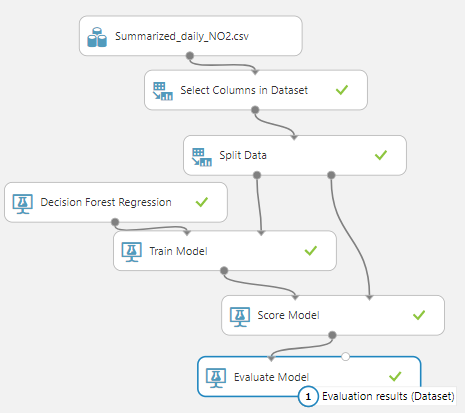 Summarized_daily_NO2.csv
Select Columns in Dataset
Split Data
Decision Forest Regression
Train Model
Score Model
Evaluate Model
1 Evaluation results (Dataset)